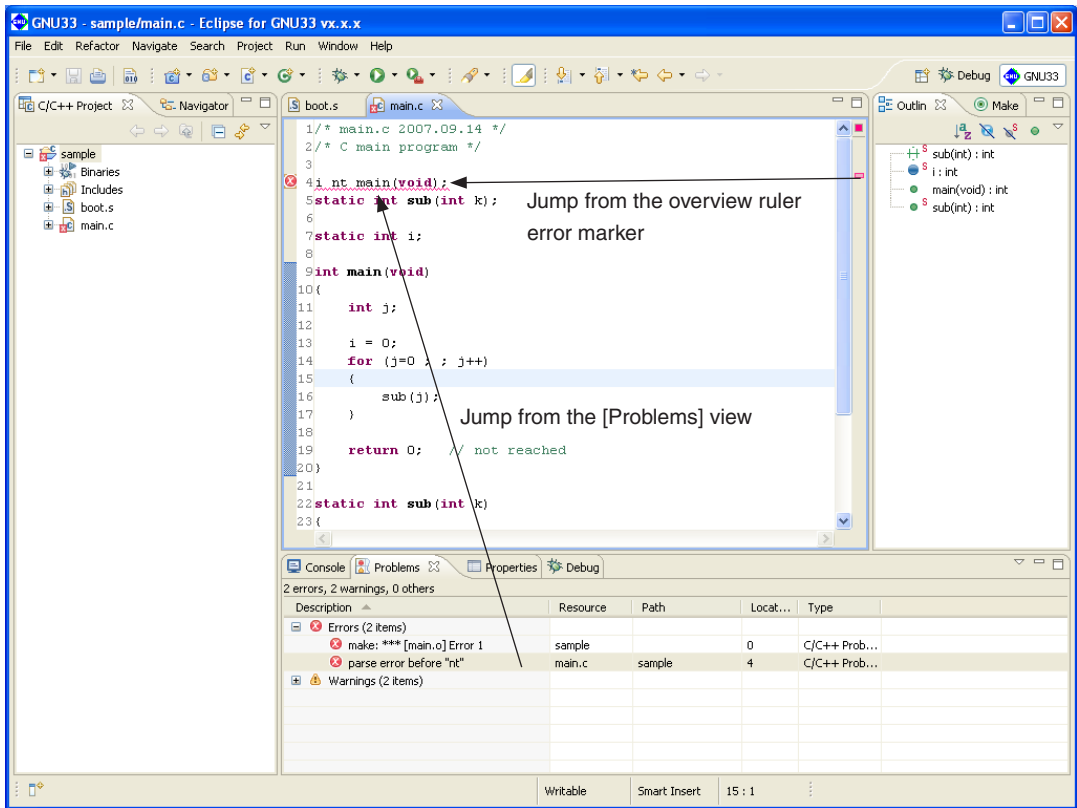 GNU33 - sample/main.c - Eclipse for GNU33 vx.x.x
File Edit Refactor Navigate Search Project Run Window Help
Debug GNU33
C/C++ Project Navigator
boot.s main.c
Outlin Make
sample
Binaries
Includes
boot.s
main.c
1/* main.c 2007.09.14 */
2/* C main program */
3
4i nt main(void);
5static int sub(int k);
6
7static int i;
8
9int main(void)
10{
11    int j;
12
13    i = 0;
14    for (j=0 ; ; j++)
15    {
16        sub(j);
17    }
18
19    return 0;   // not reached
20}
21
22static int sub(int k)
23{
Jump from the overview ruler
error marker
Jump from the [Problems] view
sub(int) : int
i : int
main(void) : int
sub(int) : int
Console Problems Properties Debug
2 errors, 2 warnings, 0 others
Description Resource Path Locat... Type
Errors (2 items)
make: *** [main.o] Error 1 sample 0 C/C++ Prob...
parse error before "nt" main.c sample 4 C/C++ Prob...
Warnings (2 items)
Writable Smart Insert 15 : 1